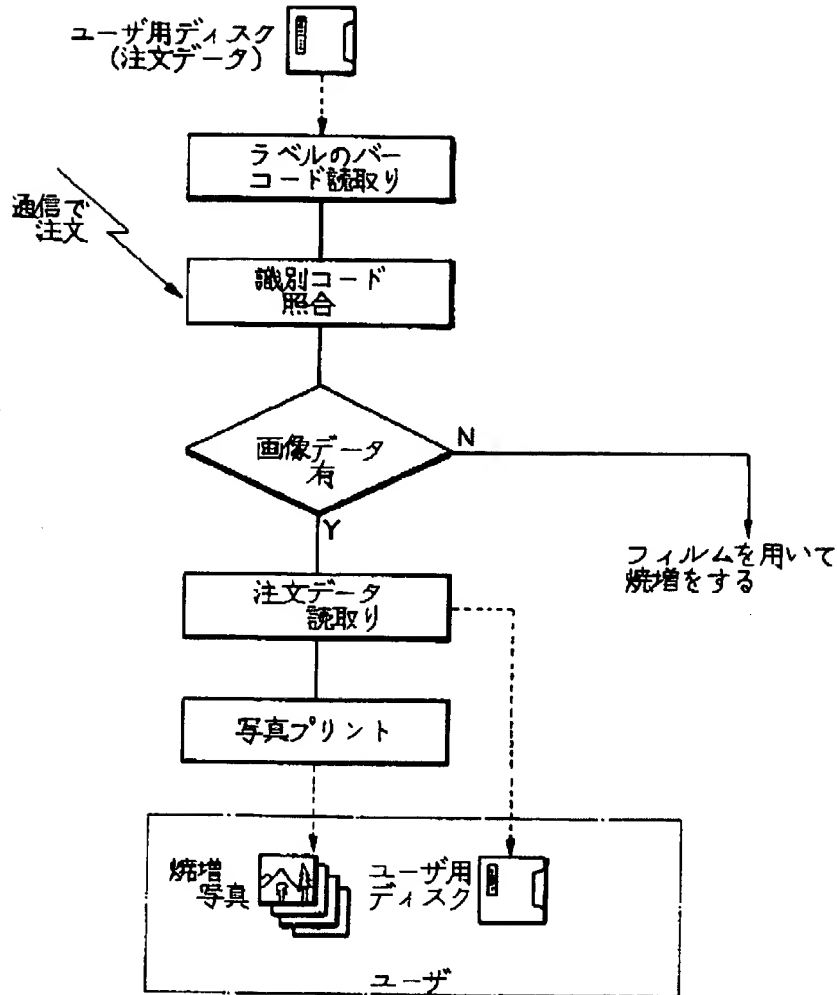 ユーザ用ディスク
(注文データ)
ラベルのバー
コード読取り
通信で
注文
識別コード
照合
画像データ
有
N
Y
フィルムを用いて
焼増をする
注文データ
読取り
写真プリント
焼増
写真
ユーザ用
ディスク
ユーザ